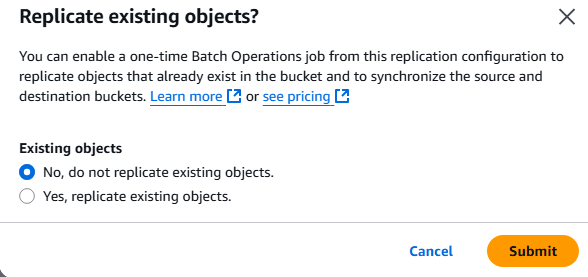 Replicate existing objects?
You can enable a one-time Batch Operations job from this replication configuration to
replicate objects that already exist in the bucket and to synchronize the source and
destination buckets. Learn more or see pricing
Existing objects
No, do not replicate existing objects.
Yes, replicate existing objects.
Cancel Submit